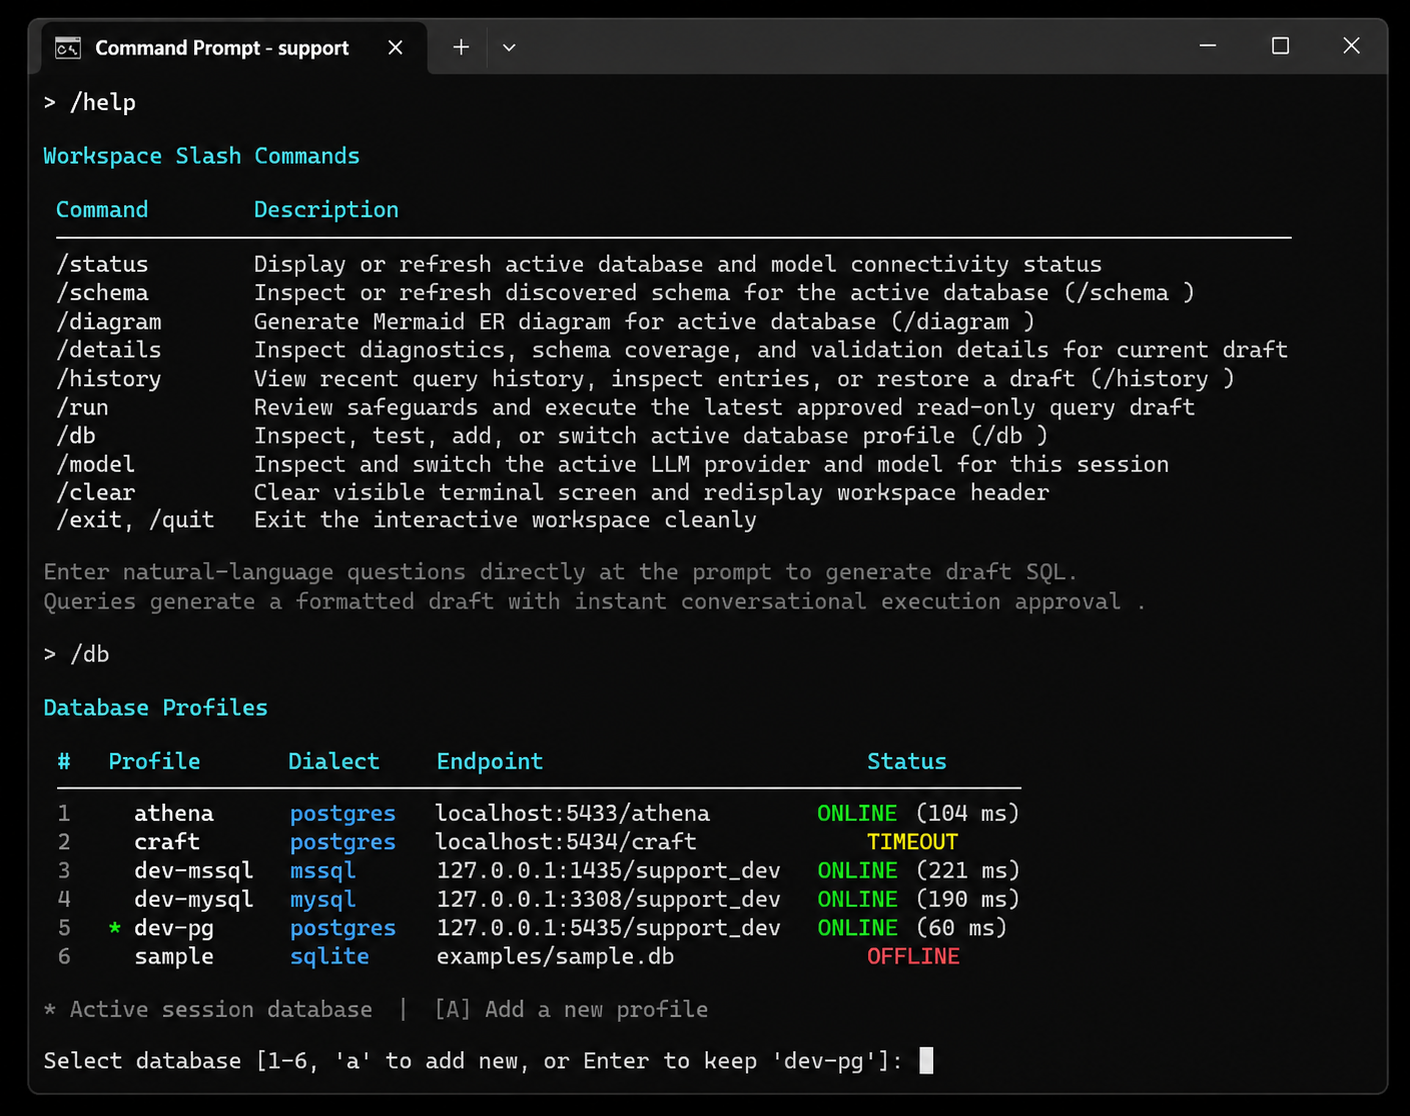 Command Prompt - support
> /help
Workspace Slash Commands
Command Description
/status Display or refresh active database and model connectivity status
/schema Inspect or refresh discovered schema for the active database (/schema )
/diagram Generate Mermaid ER diagram for active database (/diagram )
/details Inspect diagnostics, schema coverage, and validation details for current draft
/history View recent query history, inspect entries, or restore a draft (/history )
/run Review safeguards and execute the latest approved read-only query draft
/db Inspect, test, add, or switch active database profile (/db )
/model Inspect and switch the active LLM provider and model for this session
/clear Clear visible terminal screen and redisplay workspace header
/exit, /quit Exit the interactive workspace cleanly
Enter natural-language questions directly at the prompt to generate draft SQL.
Queries generate a formatted draft with instant conversational execution approval .
> /db
Database Profiles
# Profile Dialect Endpoint Status
1 athena postgres localhost:5433/athena ONLINE (104 ms)
2 craft postgres localhost:5434/craft TIMEOUT
3 dev-mssql mssql 127.0.0.1:1435/support_dev ONLINE (221 ms)
4 dev-mysql mysql 127.0.0.1:3308/support_dev ONLINE (190 ms)
5 * dev-pg postgres 127.0.0.1:5435/support_dev ONLINE (60 ms)
6 sample sqlite examples/sample.db OFFLINE
* Active session database | [A] Add a new profile
Select database [1-6, 'a' to add new, or Enter to keep 'dev-pg']: